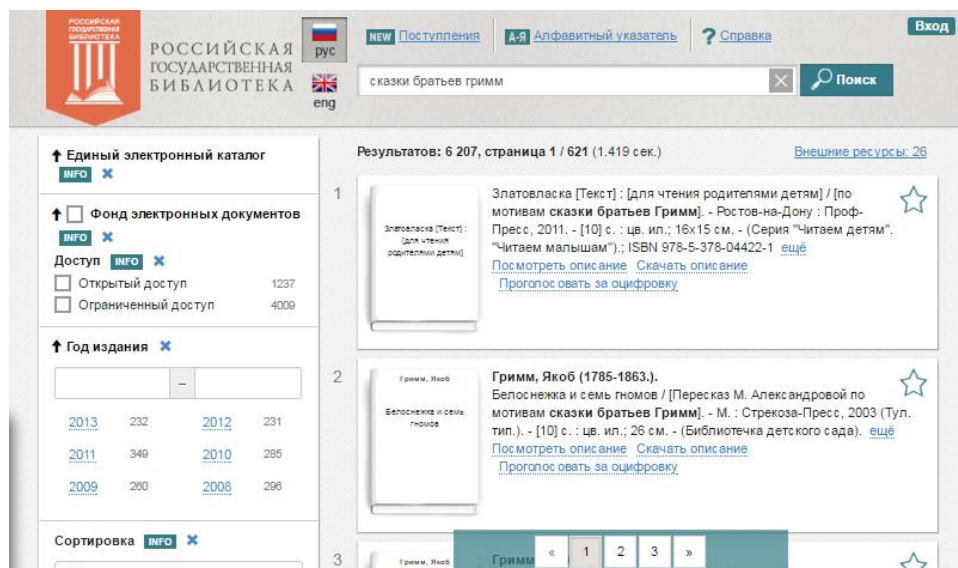 РОССИЙСКАЯ
ГОСУДАРСТВЕННАЯ
БИБЛИОТЕКА
РОССИЙСКАЯ
ГОСУДАРСТВЕННАЯ
БИБЛИОТЕКА
рус
eng
NEW Поступления А-Я Алфавитный указатель ? Справка
Вход
сказки братьев гримм
Поиск
Единый электронный каталог
INFO
Фонд электронных документов
INFO
Доступ INFO
Открытый доступ 1237
Ограниченный доступ 4009
Год издания
–
2013 232 2012 231
2011 349 2010 285
2009 260 2008 296
Сортировка INFO
Результатов: 6 207, страница 1 / 621 (1.419 сек.) Внешние ресурсы: 26
1
Златовласка [Текст] :
[для чтения
родителями детям]
Златовласка [Текст] : [для чтения родителями детям] / [по
мотивам сказки братьев Гримм]. - Ростов-на-Дону : Проф-
Пресс, 2011. - [10] с. : цв. ил.; 16х15 см. - (Серия "Читаем детям".
"Читаем малышам").; ISBN 978-5-378-04422-1 ещё
Посмотреть описание Скачать описание
Проголосовать за оцифровку
2
Гримм, Якоб
Белоснежка и семь
гномов
Гримм, Якоб (1785-1863.).
Белоснежка и семь гномов / [Пересказ М. Александровой по
мотивам сказки братьев Гримм]. - М. : Стрекоза-Пресс, 2003 (Тул.
тип.). - [10] с. : цв. ил.; 26 см. - (Библиотечка детского сада). ещё
Посмотреть описание Скачать описание
Проголосовать за оцифровку
3
Гримм, Якоб
Гримм
« 1 2 3 »